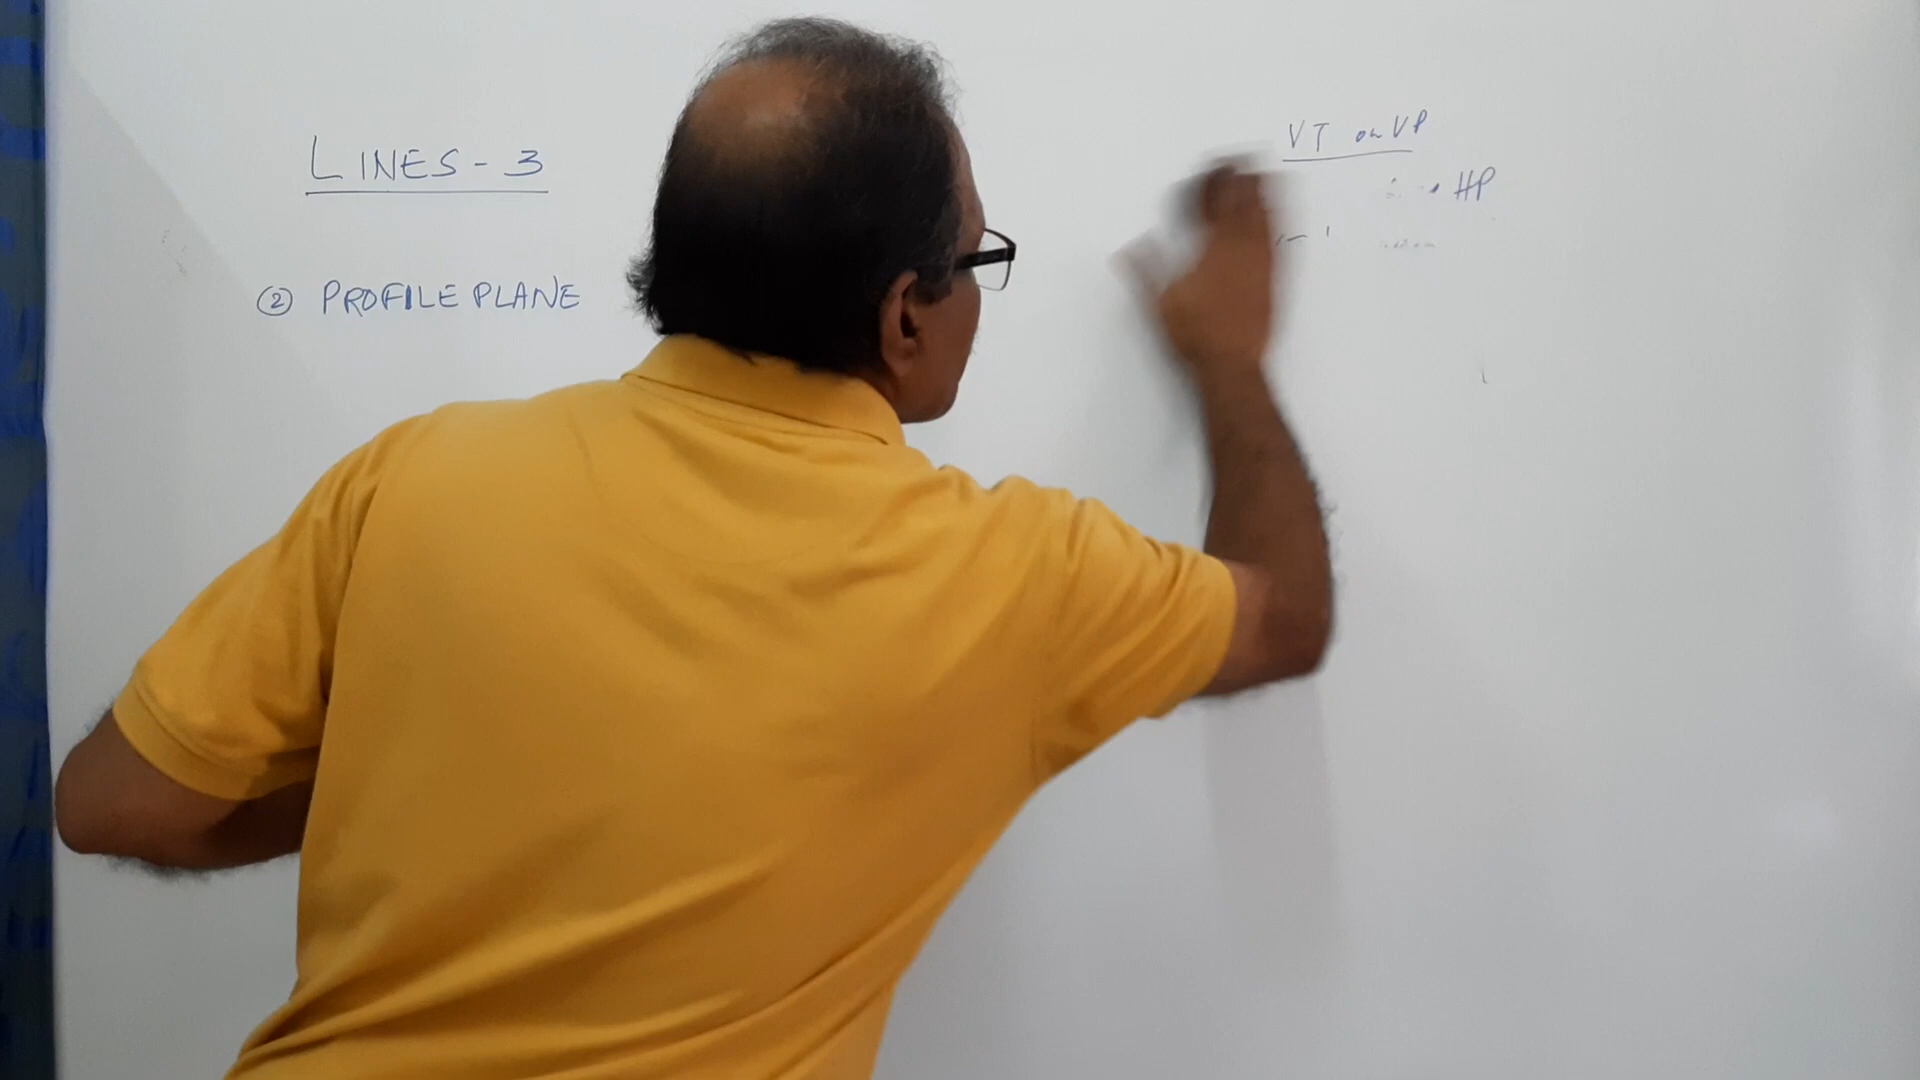 LINES - 3
② PROFILE PLANE
VT on VP
HP